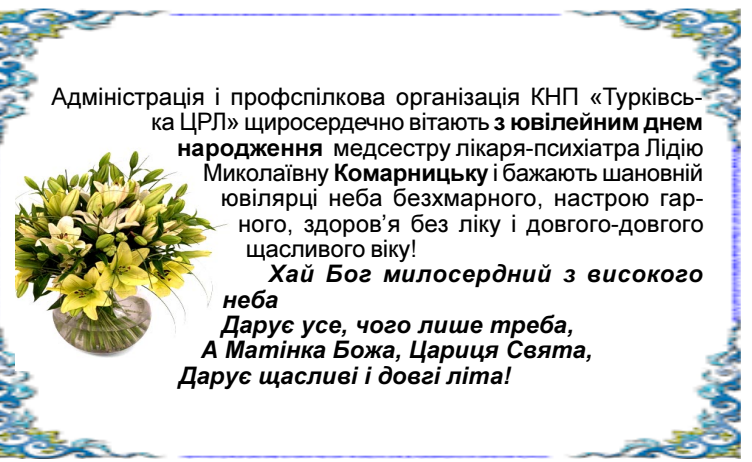 Адміністрація і профспілкова організація КНП «Турківсь-
ка ЦРЛ» щиросердечно вітають з ювілейним днем
народження медсестру лікаря-психіатра Лідію
Миколаївну Комарницьку і бажають шановній
ювілярці неба безхмарного, настрою гар-
ного, здоров’я без ліку і довгого-довгого
щасливого віку!
Хай Бог милосердний з високого
неба
Дарує усе, чого лише треба,
А Матінка Божа, Цариця Свята,
Дарує щасливі і довгі літа!